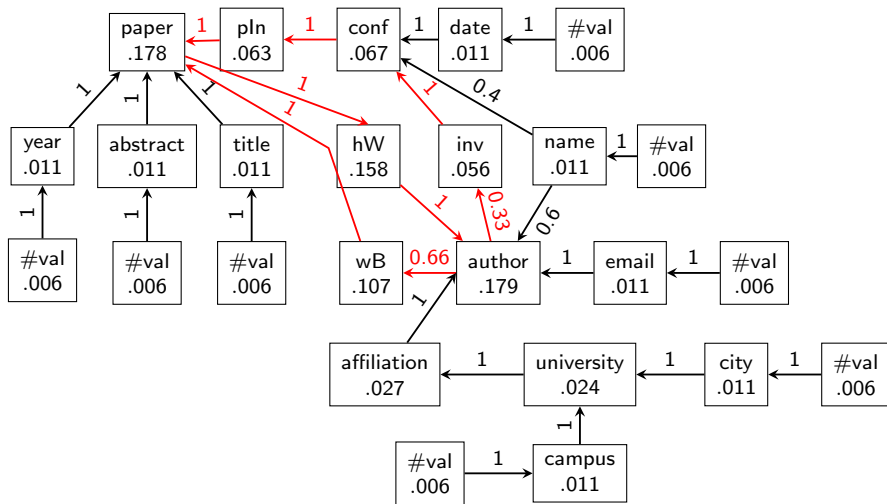 paper
.178
1
pIn
.063
1
conf
.067
1
date
.011
1
#val
.006
1
1
1
1
1
1
0.4
year
.011
abstract
.011
title
.011
hW
.158
inv
.056
name
.011
1
#val
.006
1
1
1
1
0.33
0.6
#val
.006
#val
.006
#val
.006
wB
.107
0.66
author
.179
1
email
.011
1
#val
.006
1
affiliation
.027
1
university
.024
1
city
.011
1
#val
.006
1
#val
.006
1
campus
.011